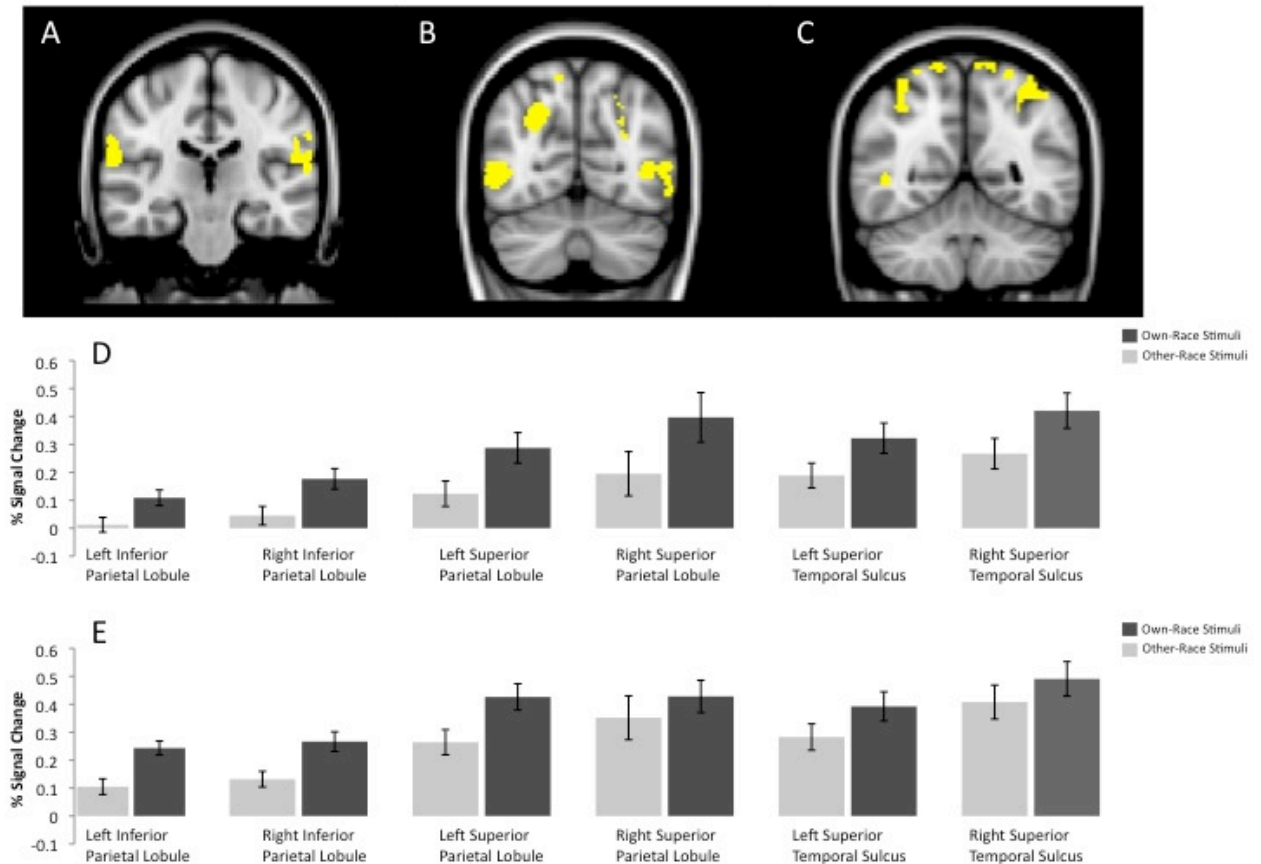 A
B
C
D
Own-Race Stimuli
Other-Race Stimuli
% Signal Change
0.6
0.5
0.4
0.3
0.2
0.1
0
-0.1
Left Inferior
Parietal Lobule
Right Inferior
Parietal Lobule
Left Superior
Parietal Lobule
Right Superior
Parietal Lobule
Left Superior
Temporal Sulcus
Right Superior
Temporal Sulcus
E
Own-Race Stimuli
Other-Race Stimuli
% Signal Change
0.6
0.5
0.4
0.3
0.2
0.1
0
-0.1
Left Inferior
Parietal Lobule
Right Inferior
Parietal Lobule
Left Superior
Parietal Lobule
Right Superior
Parietal Lobule
Left Superior
Temporal Sulcus
Right Superior
Temporal Sulcus